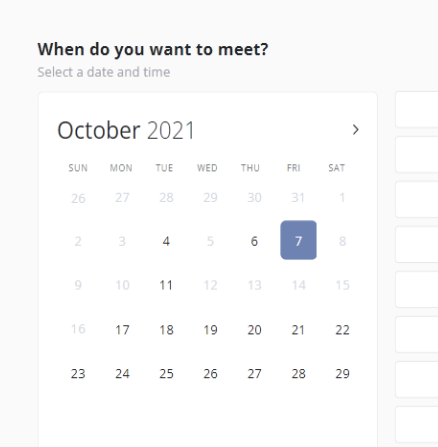 When do you want to meet?
Select a date and time
October 2021 >
SUN MON TUE WED THU FRI SAT
26 27 28 29 30 31 1
2 3 4 5 6 7 8
9 10 11 12 13 14 15
16 17 18 19 20 21 22
23 24 25 26 27 28 29